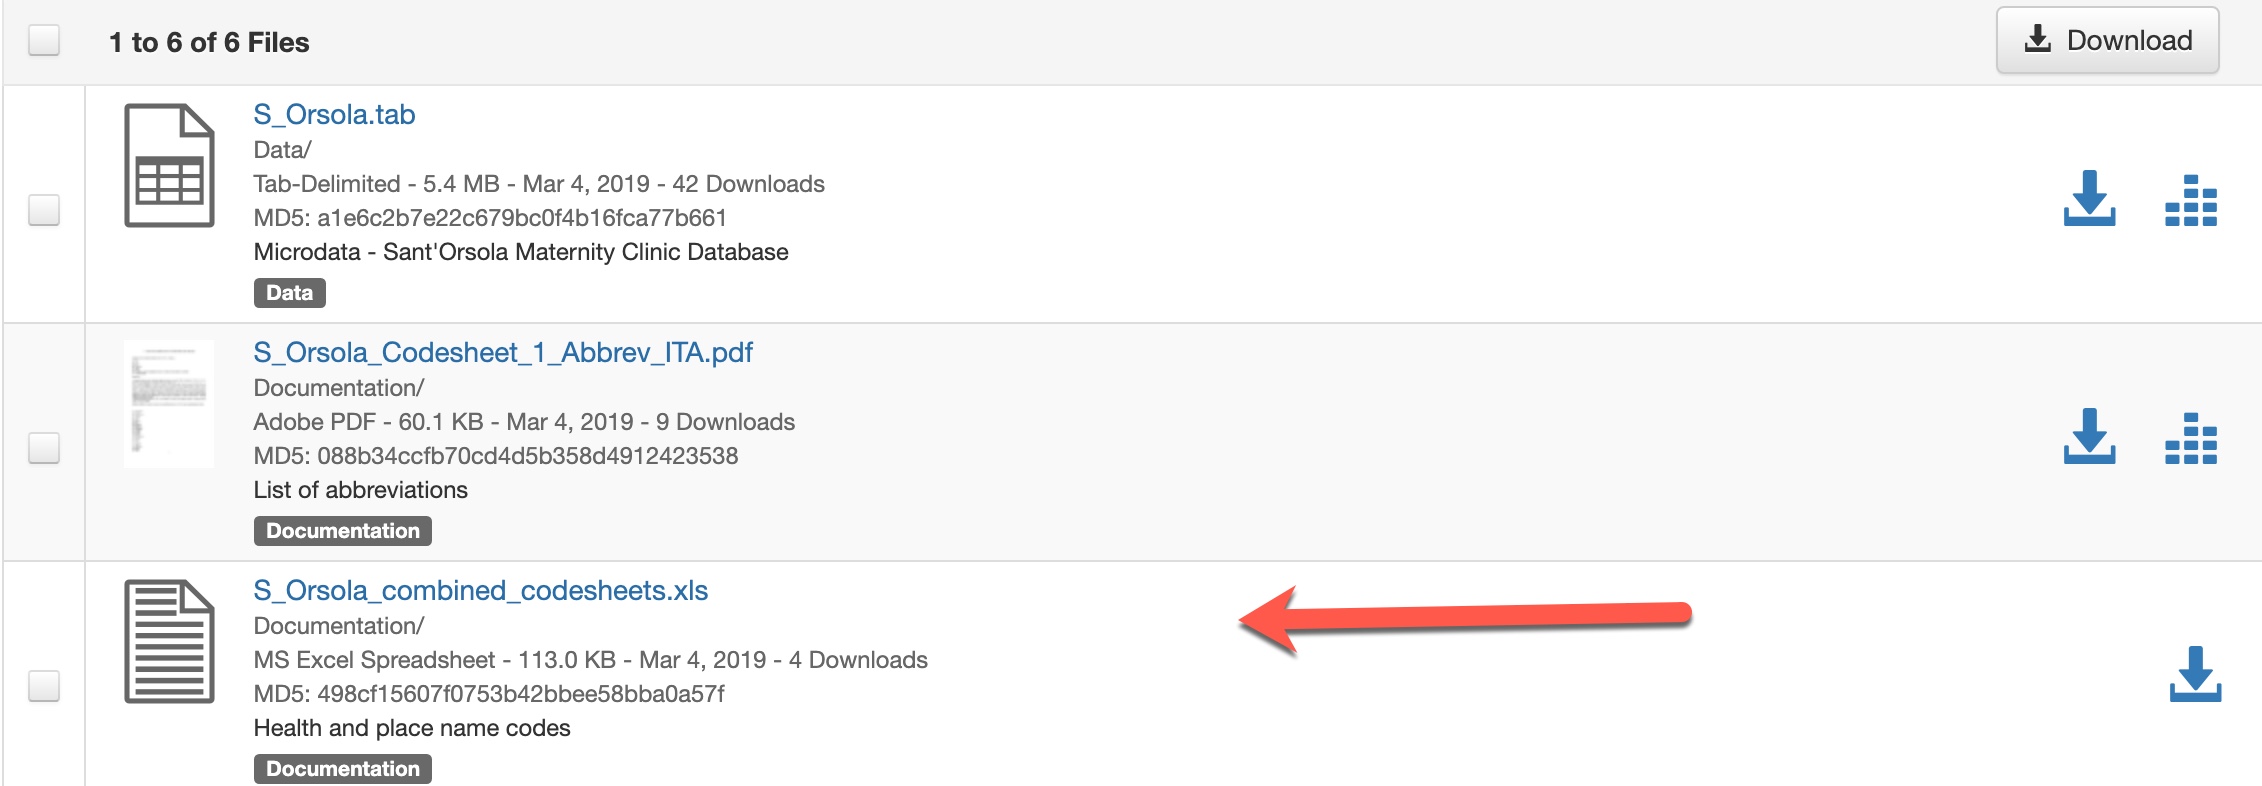 1 to 6 of 6 Files
Download
S_Orsola.tab
Data/
Tab-Delimited - 5.4 MB - Mar 4, 2019 - 42 Downloads
MD5: a1e6c2b7e22c679bc0f4b16fca77b661
Microdata - Sant'Orsola Maternity Clinic Database
Data
S_Orsola_Codesheet_1_Abbrev_ITA.pdf
Documentation/
Adobe PDF - 60.1 KB - Mar 4, 2019 - 9 Downloads
MD5: 088b34ccfb70cd4d5b358d4912423538
List of abbreviations
Documentation
S_Orsola_combined_codesheets.xls
Documentation/
MS Excel Spreadsheet - 113.0 KB - Mar 4, 2019 - 4 Downloads
MD5: 498cf15607f0753b42bbee58bba0a57f
Health and place name codes
Documentation